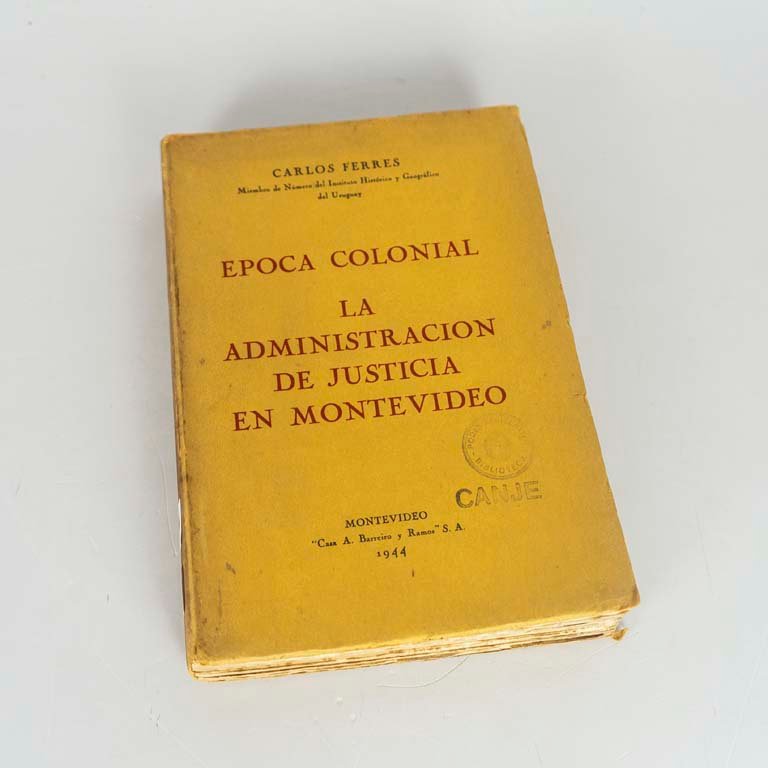 CARLOS FERRES
Miembro de Número del Instituto Histórico y Geográfico
del Uruguay
EPOCA COLONIAL
LA
ADMINISTRACION
DE JUSTICIA
EN MONTEVIDEO
BIBLIOTECA
CANJE
MONTEVIDEO
"Casa A. Barreiro y Ramos" S. A.
1944